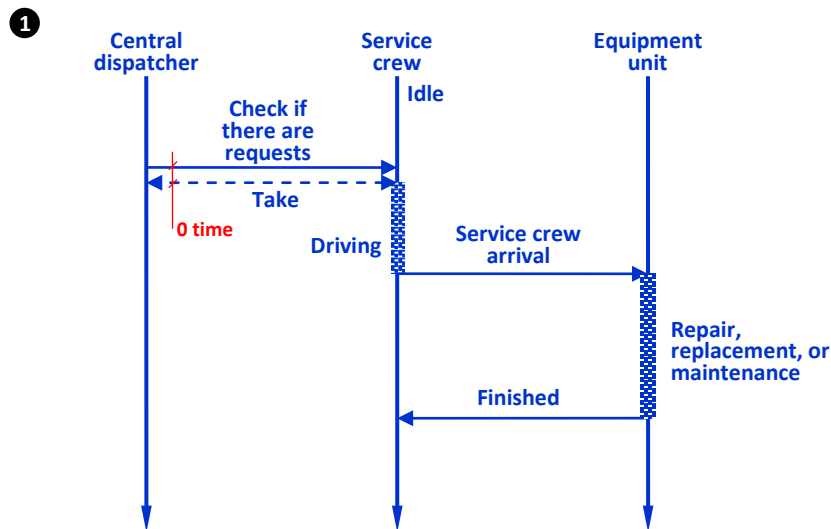 1
Central
dispatcher
Service
crew
Equipment
unit
Idle
Check if
there are
requests
Take
0 time
Driving
Service crew
arrival
Repair,
replacement, or
maintenance
Finished